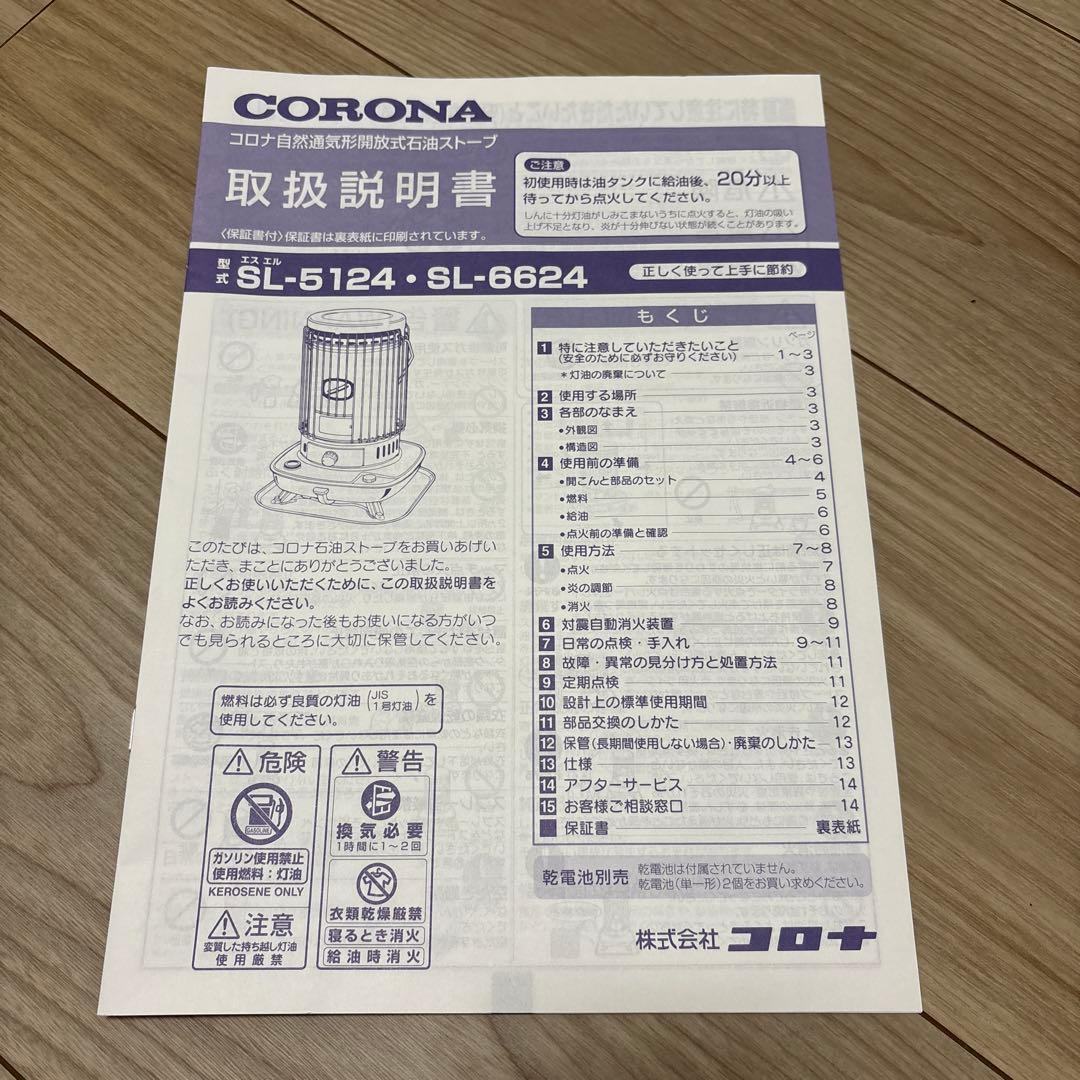 CORONA
コロナ自然通気形開放式石油ストーブ
取扱説明書
〈保証書付〉保証書は裏表紙に印刷されています。
ご注意
初使用時は油タンクに給油後、20分以上
待ってから点火してください。
しんに十分灯油がしみこまないうちに点火すると、灯油の吸い
上げ不足となり、炎が十分伸びない状態が続くことがあります。
型式 エスエル
SL-5124・SL-6624
正しく使って上手に節約
このたびは、コロナ石油ストーブをお買いあげい
ただき、まことにありがとうございました。
正しくお使いいただくために、この取扱説明書を
よくお読みください。
なお、お読みになった後もお使いになる方がいつ
でも見られるところに大切に保管してください。
燃料は必ず良質の灯油(JIS 1号灯油)を
使用してください。
危険
GASOLINE
ガソリン使用禁止
使用燃料:灯油
KEROSENE ONLY
注意
変質した持ち越し灯油
使用厳禁
警告
換気必要
1時間に1〜2回
衣類乾燥厳禁
寝るとき消火
給油時消火
もくじ
ページ
1 特に注意していただきたいこと
(安全のために必ずお守りください) 1〜3
*灯油の廃棄について 3
2 使用する場所 3
3 各部のなまえ 3
•外観図 3
•構造図 3
4 使用前の準備 4〜6
•開こんと部品のセット 4
•燃料 5
•給油 6
•点火前の準備と確認 6
5 使用方法 7〜8
•点火 7
•炎の調節 8
•消火 8
6 対震自動消火装置 9
7 日常の点検・手入れ 9〜11
8 故障・異常の見分け方と処置方法 11
9 定期点検 11
10 設計上の標準使用期間 12
11 部品交換のしかた 12
12 保管(長期間使用しない場合)・廃棄のしかた 13
13 仕様 13
14 アフターサービス 14
15 お客様ご相談窓口 14
保証書 裏表紙
乾電池別売
乾電池は付属されていません。
乾電池(単一形)2個をお買い求めください。
株式会社 コロナ